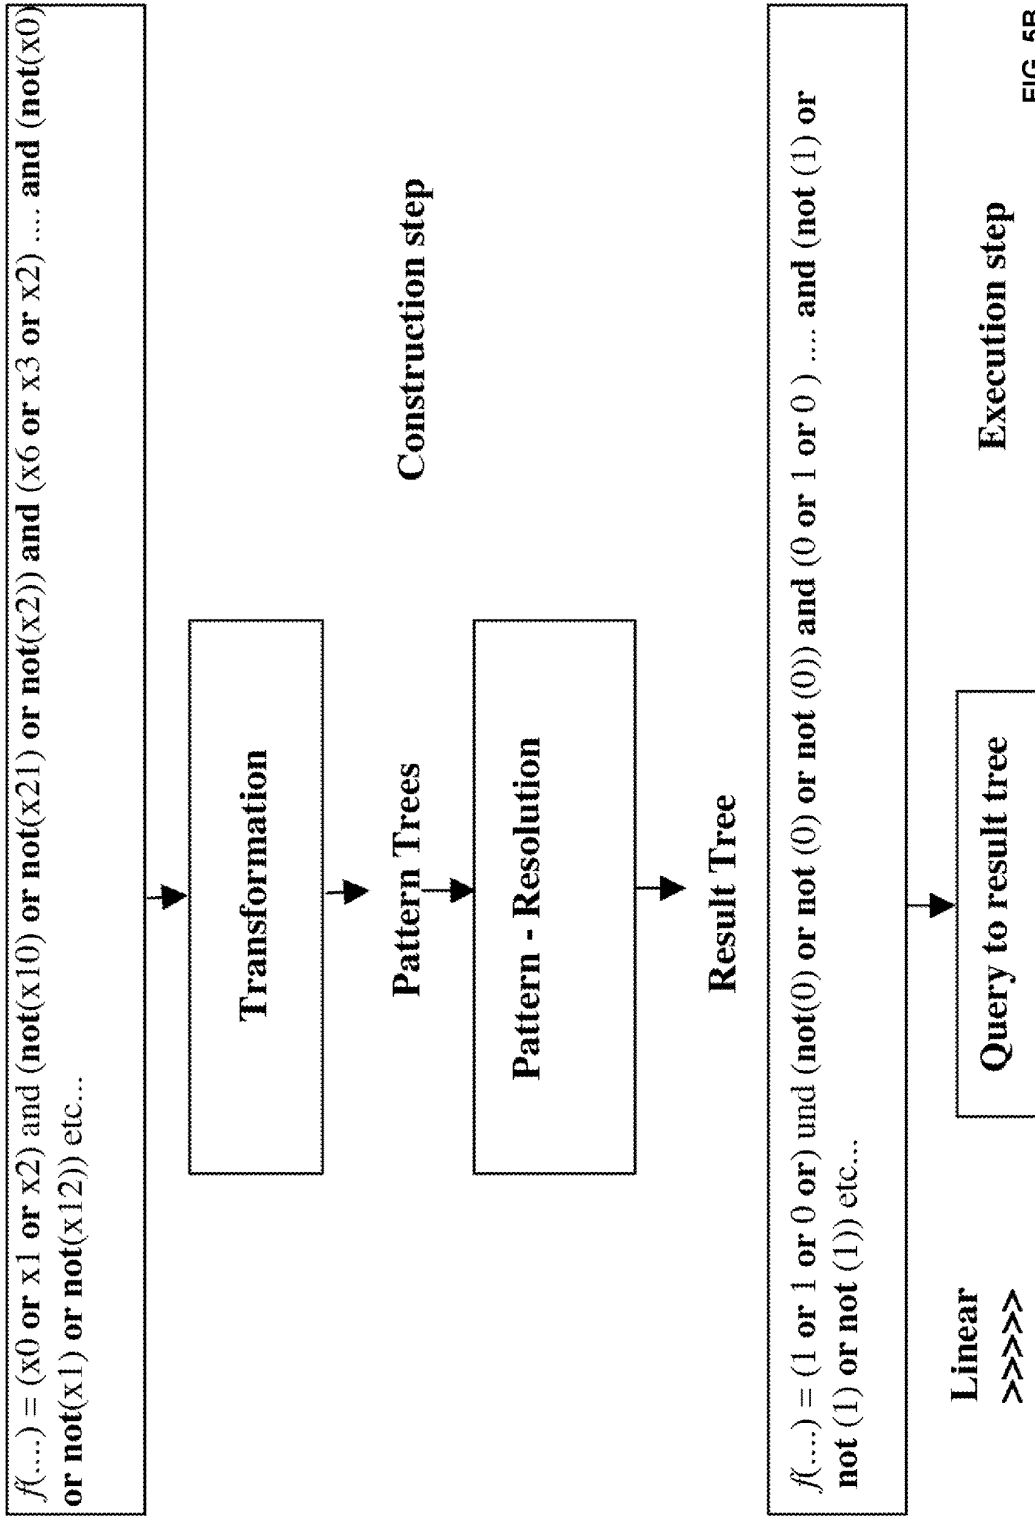 f(....) = (x0 or x1 or x2) and (not(x10) or not(x21) or not(x2)) and (x6 or x3 or x2) .... and (not(x0)
or not(x1) or not(x12)) etc...
Transformation
Pattern Trees
Construction step
Pattern - Resolution
Result Tree
f(....) = (1 or 1 or 0 or) und (not(0) or not (0) or not (0)) and (0 or 1 or 0 ) .... and (not (1) or
not (1) or not (1)) etc...
Linear
>>>>>
Query to result tree
Execution step
FIG. 5B